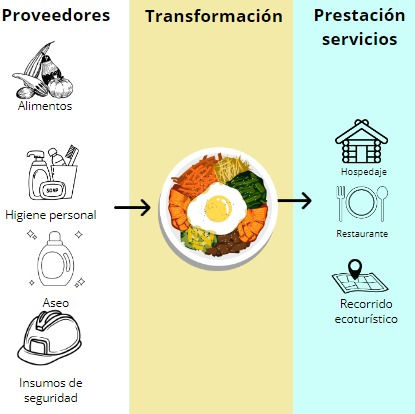 Proveedores
Alimentos
SOAP
Higiene personal
Aseo
Insumos de
seguridad
Transformación
Prestación
servicios
Hospedaje
Restaurante
Recorrido
ecoturístico